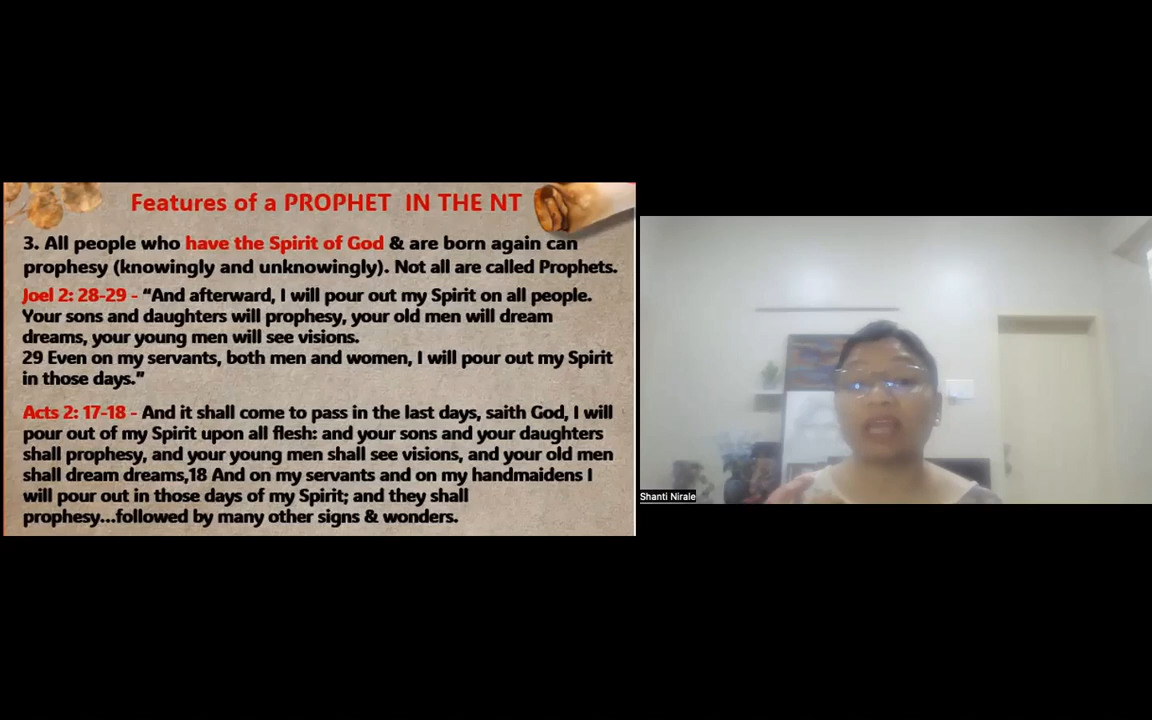 Features of a PROPHET IN THE NT
3. All people who have the Spirit of God & are born again can
prophesy (knowingly and unknowingly). Not all are called Prophets.
Joel 2: 28-29 - “And afterward, I will pour out my Spirit on all people.
Your sons and daughters will prophesy, your old men will dream
dreams, your young men will see visions.
29 Even on my servants, both men and women, I will pour out my Spirit
in those days.”
Acts 2: 17-18 - And it shall come to pass in the last days, saith God, I will
pour out of my Spirit upon all flesh: and your sons and your daughters
shall prophesy, and your young men shall see visions, and your old men
shall dream dreams,18 And on my servants and on my handmaidens I
will pour out in those days of my Spirit; and they shall
prophesy...followed by many other signs & wonders.
Shanti Nirale